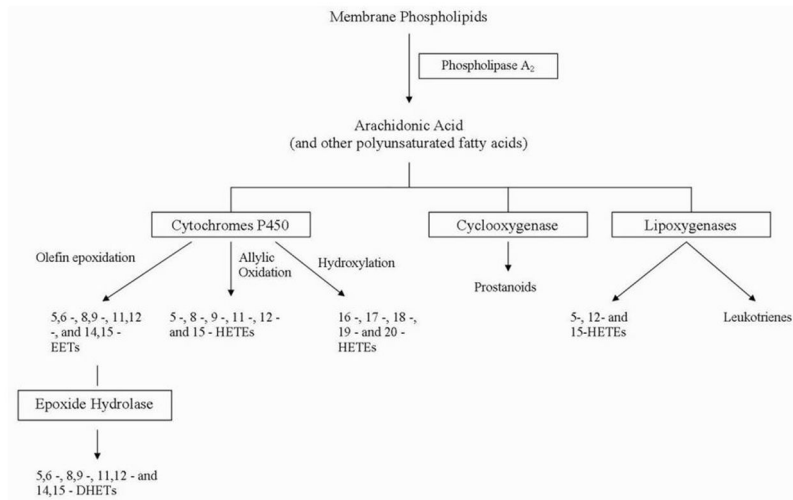 Membrane Phospholipids
Phospholipase A₂
Arachidonic Acid
(and other polyunsaturated fatty acids)
Cytochromes P450
Cyclooxygenase
Lipoxygenases
Olefin epoxidation
Allylic
Oxidation
Hydroxylation
Prostanoids
5,6 -, 8,9 -, 11,12
-, and 14,15 -
EETs
5 -, 8 -, 9 -, 11 -, 12 -
and 15 - HETEs
16 -, 17 -, 18 -,
19 - and 20 -
HETEs
5-, 12- and
15-HETEs
Leukotrienes
Epoxide Hydrolase
5,6 -, 8,9 -, 11,12 - and
14,15 - DHETs